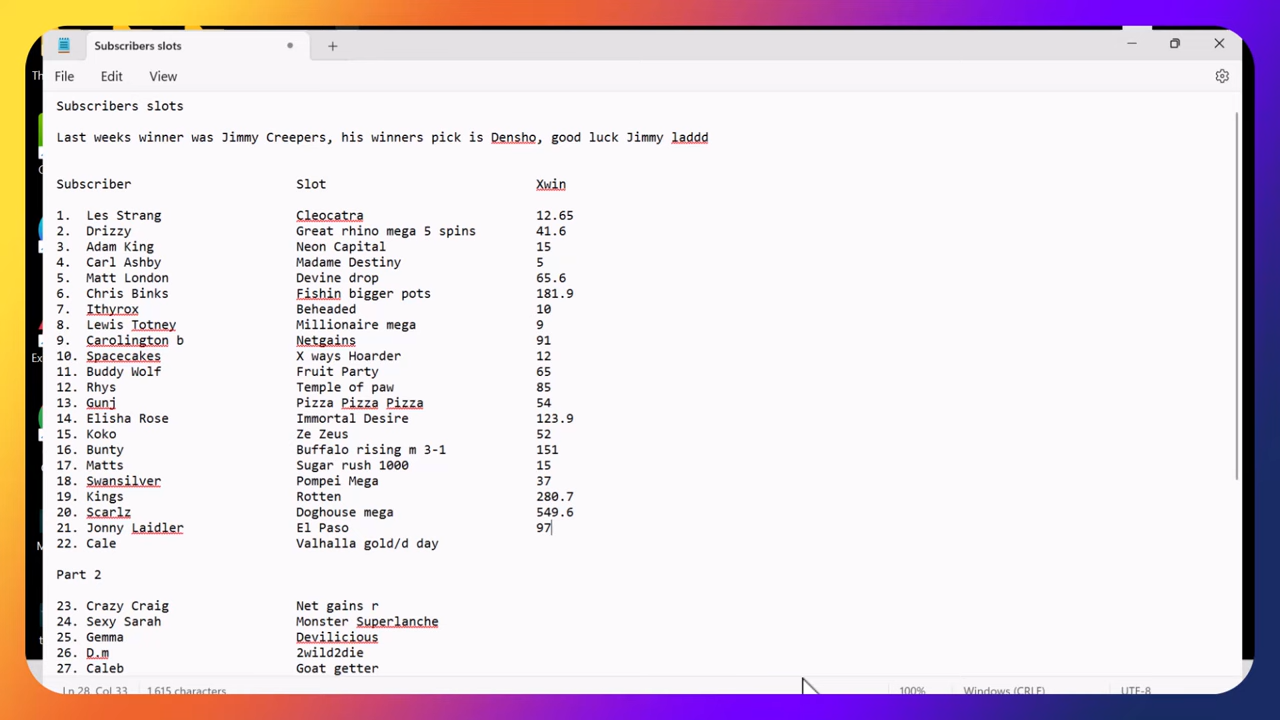 Subscribers slots
File Edit View
Subscribers slots
Last weeks winner was Jimmy Creepers, his winners pick is Densho, good luck Jimmy laddd
Subscriber Slot Xwin
1. Les Strang Cleocatra 12.65
2. Drizzy Great rhino mega 5 spins 41.6
3. Adam King Neon Capital 15
4. Carl Ashby Madame Destiny 5
5. Matt London Devine drop 65.6
6. Chris Binks Fishin bigger pots 181.9
7. Ithyrox Beheaded 10
8. Lewis Totney Millionaire mega 9
9. Carolington b Netgains 91
10. Spacecakes X ways Hoarder 12
11. Buddy Wolf Fruit Party 65
12. Rhys Temple of paw 85
13. Gunj Pizza Pizza Pizza 54
14. Elisha Rose Immortal Desire 123.9
15. Koko Ze Zeus 52
16. Bunty Buffalo rising m 3-1 151
17. Matts Sugar rush 1000 15
18. Swansilver Pompei Mega 37
19. Kings Rotten 280.7
20. Scarlz Doghouse mega 549.6
21. Jonny Laidler El Paso 97
22. Cale Valhalla gold/d day
Part 2
23. Crazy Craig Net gains r
24. Sexy Sarah Monster Superlanche
25. Gemma Devilicious
26. D.m 2wild2die
27. Caleb Goat getter
Ln 28, Col 33 1,615 characters 100% Windows (CRLF) UTF-8